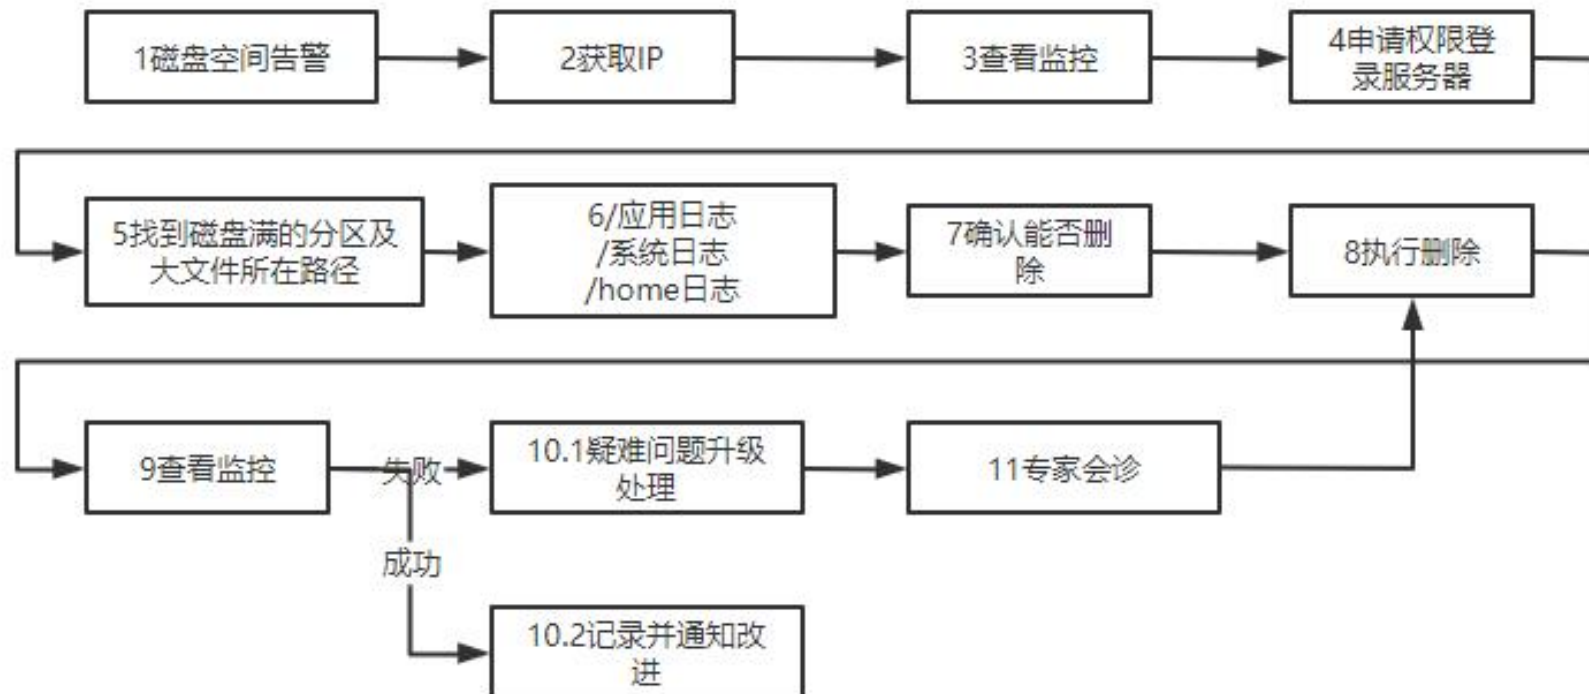 1磁盘空间告警
2获取IP
3查看监控
4申请权限登
录服务器
5找到磁盘满的分区及
大文件所在路径
6/应用日志
/系统日志
/home日志
7确认能否删
除
8执行删除
9查看监控
失败
10.1疑难问题升级
处理
11专家会诊
成功
10.2记录并通知改
进